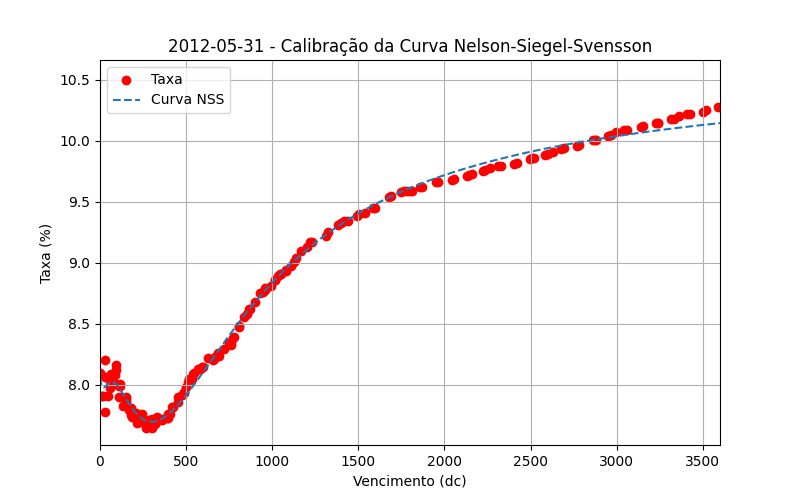 2012-05-31 - Calibração da Curva Nelson-Siegel-Svensson
Taxa
Curva NSS
Taxa (%)
10.5
10.0
9.5
9.0
8.5
8.0
0 500 1000 1500 2000 2500 3000 3500
Vencimento (dc)